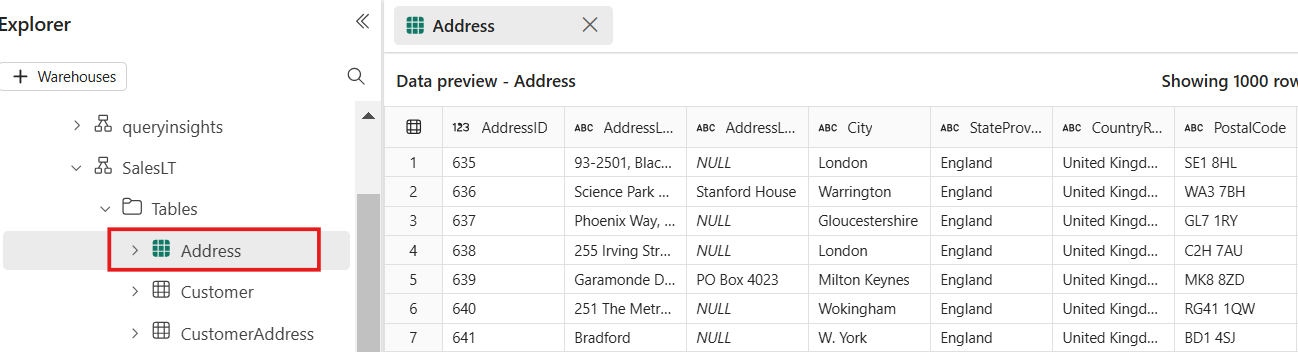 Explorer
+ Warehouses
queryinsights
SalesLT
Tables
Address
Customer
CustomerAddress
Address
Data preview - Address
Showing 1000 row
123 AddressID ABC AddressL... ABC AddressL... ABC City ABC StateProv... ABC CountryR... ABC PostalCode
1 635 93-2501, Blac... NULL London England United Kingd... SE1 8HL
2 636 Science Park ... Stanford House Warrington England United Kingd... WA3 7BH
3 637 Phoenix Way, ... NULL Gloucestershire England United Kingd... GL7 1RY
4 638 255 Irving Str... NULL London England United Kingd... C2H 7AU
5 639 Garamonde D... PO Box 4023 Milton Keynes England United Kingd... MK8 8ZD
6 640 251 The Metr... NULL Wokingham England United Kingd... RG41 1QW
7 641 Bradford NULL W. York England United Kingd... BD1 4SJ